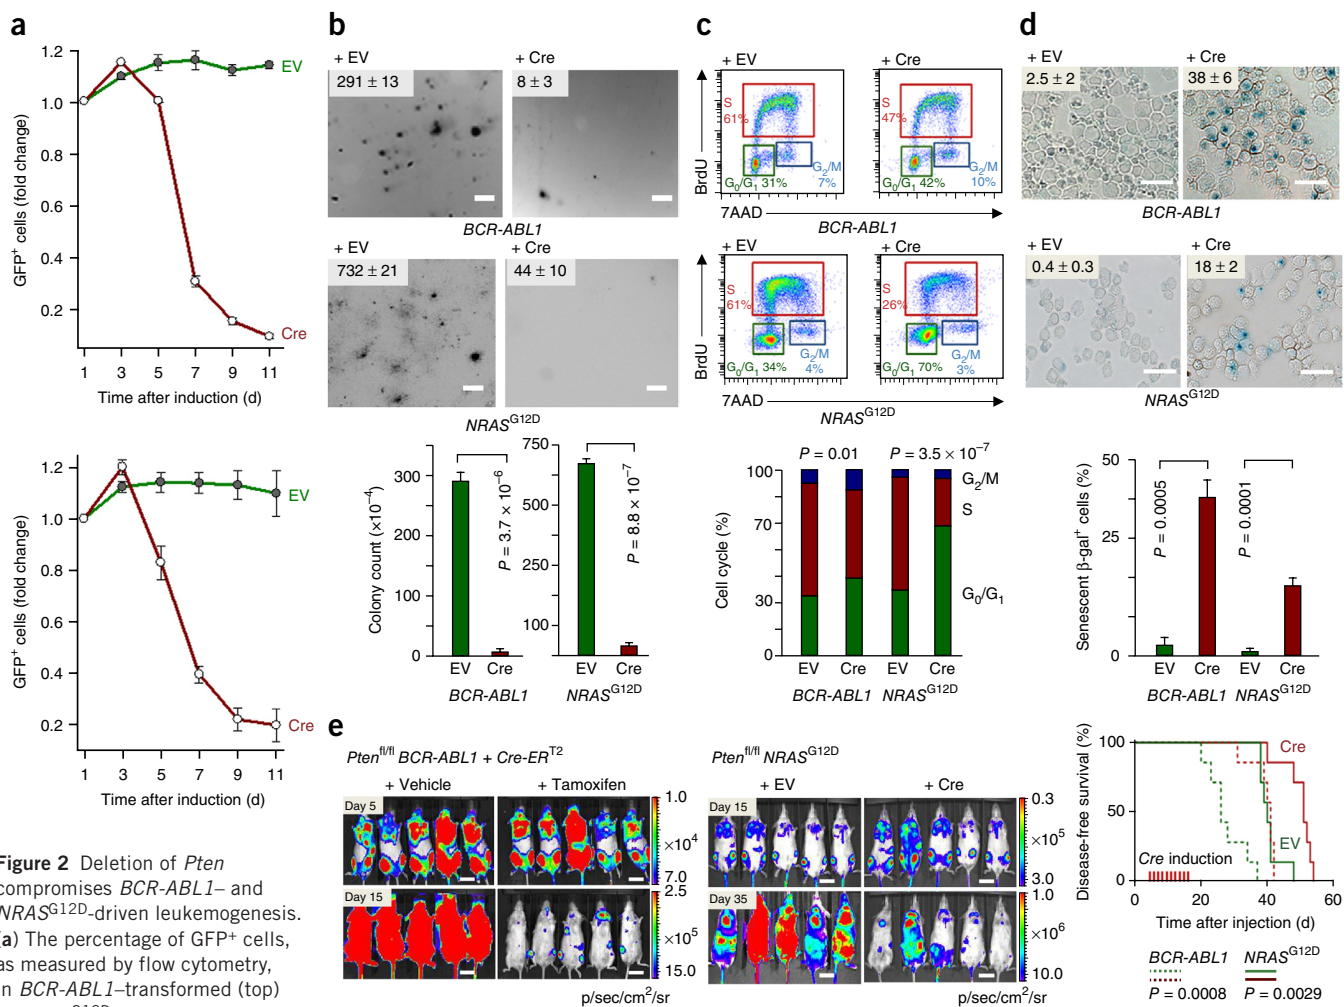 a
1.2
1.0
0.8
0.6
0.4
0.2
GFP+ cells (fold change)
EV
Cre
1 3 5 7 9 11
Time after induction (d)
1.2
1.0
0.8
0.6
0.4
0.2
GFP+ cells (fold change)
EV
Cre
1 3 5 7 9 11
Time after induction (d)
b
+ EV
+ Cre
291 ± 13
8 ± 3
BCR-ABL1
+ EV
+ Cre
732 ± 21
44 ± 10
NRASG12D
Colony count (×10−4)
300
200
100
0
P = 3.7 × 10−6
750
500
250
100
P = 8.8 × 10−7
EV Cre EV Cre
BCR-ABL1 NRASG12D
c
+ EV
+ Cre
S
61%
G0/G1 31%
G2/M
7%
S
47%
G0/G1 42%
G2/M
10%
BrdU
7AAD
BCR-ABL1
+ EV
+ Cre
S
61%
G0/G1 34%
G2/M
4%
S
26%
G0/G1 70%
G2/M
3%
BrdU
7AAD
NRASG12D
P = 0.01 P = 3.5 × 10−7
Cell cycle (%)
100
70
30
0
G2/M
S
G0/G1
EV Cre EV Cre
BCR-ABL1 NRASG12D
d
+ EV
+ Cre
2.5 ± 2
38 ± 6
BCR-ABL1
+ EV
+ Cre
0.4 ± 0.3
18 ± 2
NRASG12D
Senescent β-gal+ cells (%)
50
25
0
P = 0.0005
P = 0.0001
EV Cre EV Cre
BCR-ABL1 NRASG12D
e
Ptenfl/fl BCR-ABL1 + Cre-ERT2
+ Vehicle
+ Tamoxifen
Day 5
1.0
×104
7.0
Day 15
2.5
×105
15.0
p/sec/cm2/sr
Ptenfl/fl NRASG12D
+ EV
+ Cre
Day 15
0.3
×105
3.0
Day 35
1.0
×106
10.0
p/sec/cm2/sr
Disease-free survival (%)
100
50
0
Cre
EV
Cre induction
0 20 40 60
Time after injection (d)
BCR-ABL1 NRASG12D
P = 0.0008 P = 0.0029
Figure 2 Deletion of Pten
compromises BCR-ABL1– and
NRASG12D-driven leukemogenesis.
(a) The percentage of GFP+ cells,
as measured by flow cytometry,
in BCR-ABL1–transformed (top)